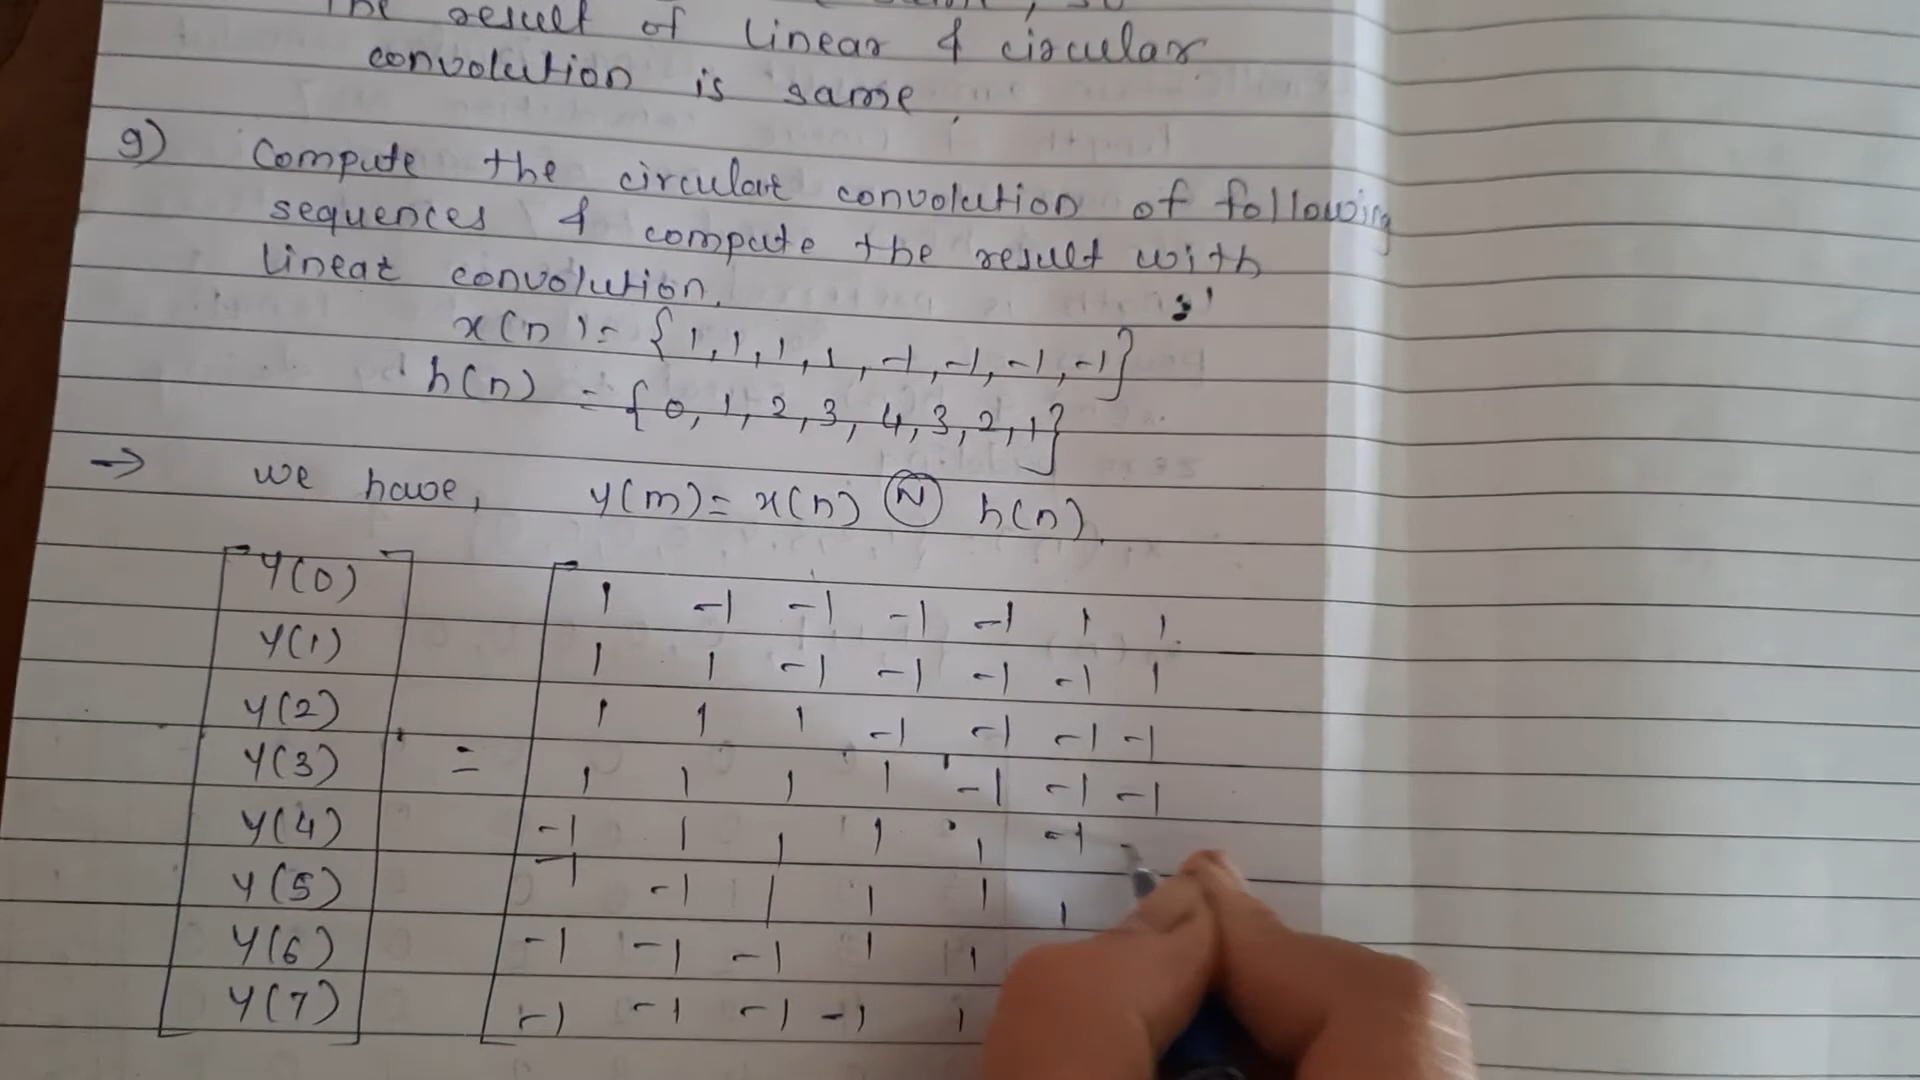 The result of linear & circular
convolution is same.
9) Compute the circular convolution of following
sequences & compute the result with
linear convolution.
x(n) = {1, 1, 1, 1, -1, -1, -1, -1}
h(n) = {0, 1, 2, 3, 4, 3, 2, 1}
→ we have, y(m) = x(n) Ⓝ h(n).
y(0) 1 -1 -1 -1 -1 1 1
y(1) 1 1 -1 -1 -1 -1 1
y(2) 1 1 1 -1 -1 -1 -1
y(3) = 1 1 1 1 -1 -1 -1
y(4) -1 1 1 1 1 -1
y(5) -1 -1 1 1 1 1
y(6) -1 -1 -1 1 1
y(7) -1 -1 -1 -1 1